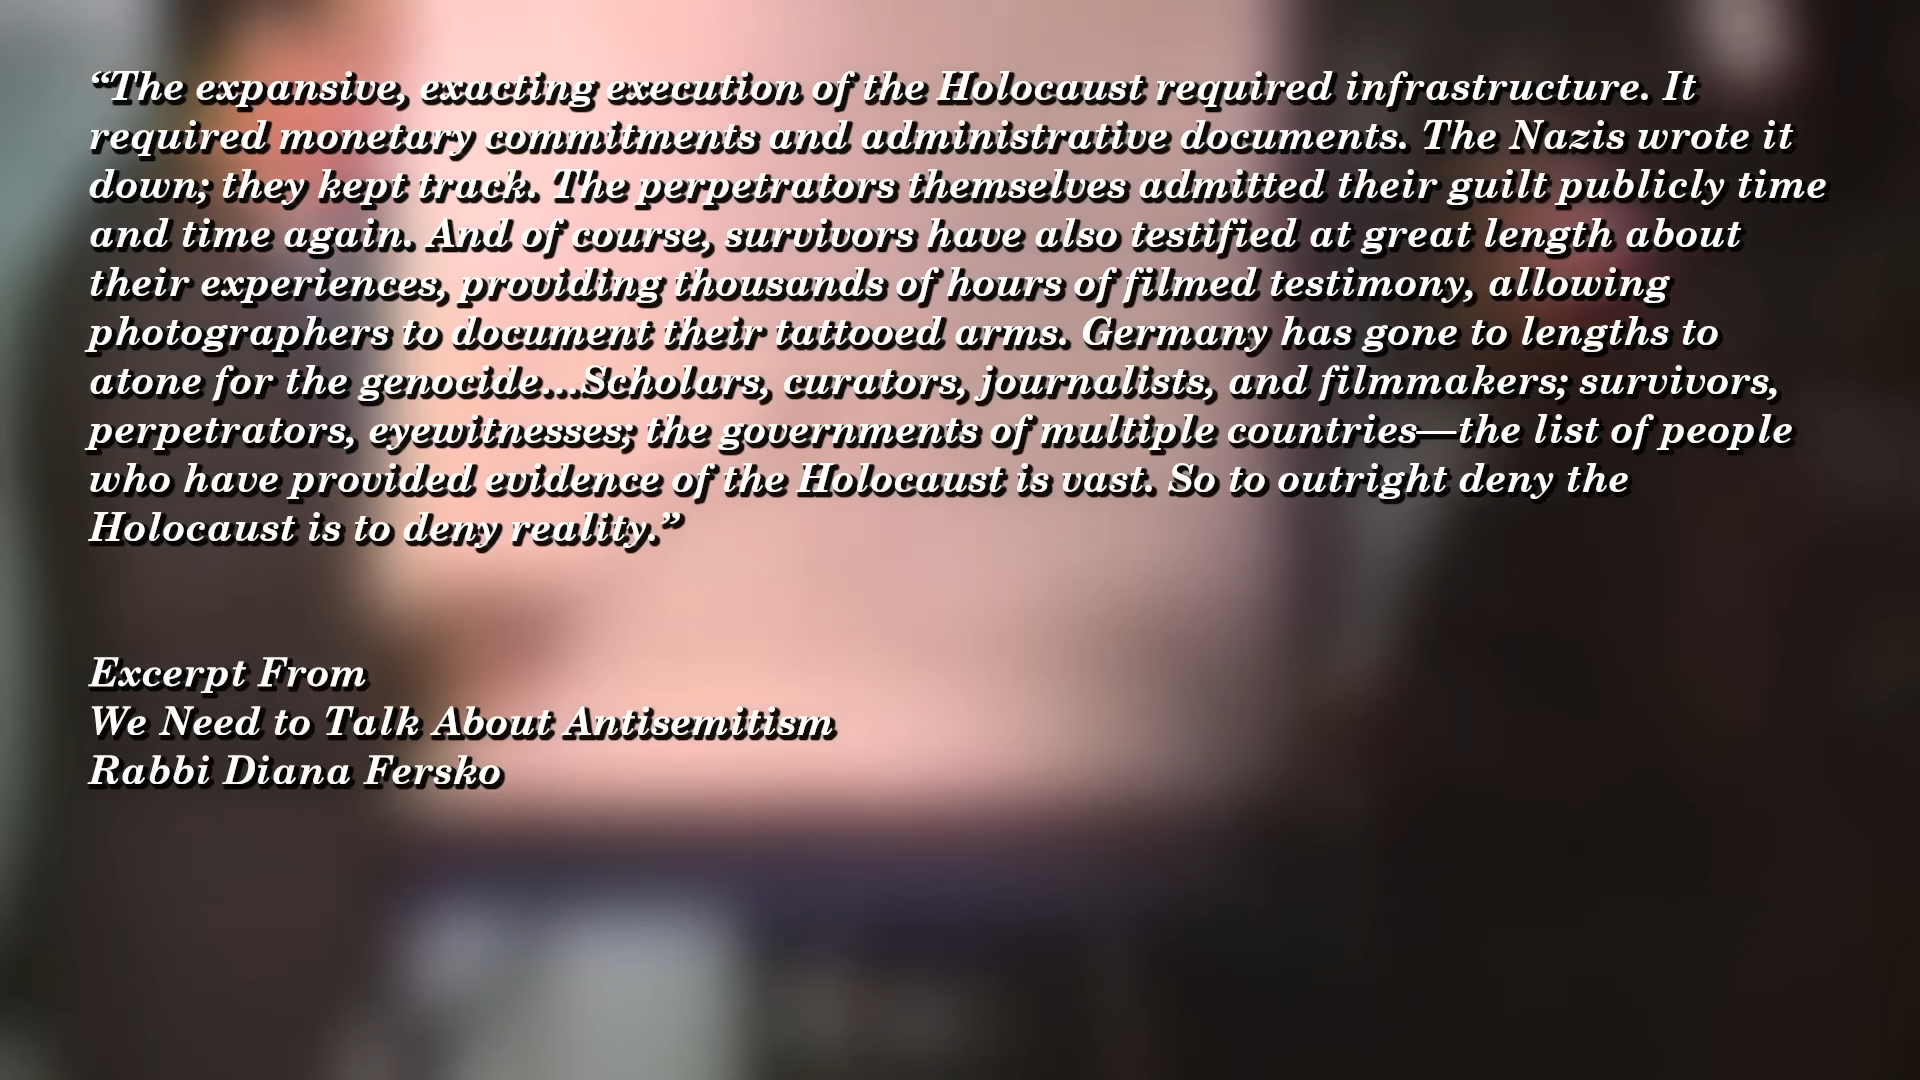 “The expansive, exacting execution of the Holocaust required infrastructure. It
required monetary commitments and administrative documents. The Nazis wrote it
down; they kept track. The perpetrators themselves admitted their guilt publicly time
and time again. And of course, survivors have also testified at great length about
their experiences, providing thousands of hours of filmed testimony, allowing
photographers to document their tattooed arms. Germany has gone to lengths to
atone for the genocide...Scholars, curators, journalists, and filmmakers; survivors,
perpetrators, eyewitnesses; the governments of multiple countries—the list of people
who have provided evidence of the Holocaust is vast. So to outright deny the
Holocaust is to deny reality.”
Excerpt From
We Need to Talk About Antisemitism
Rabbi Diana Fersko